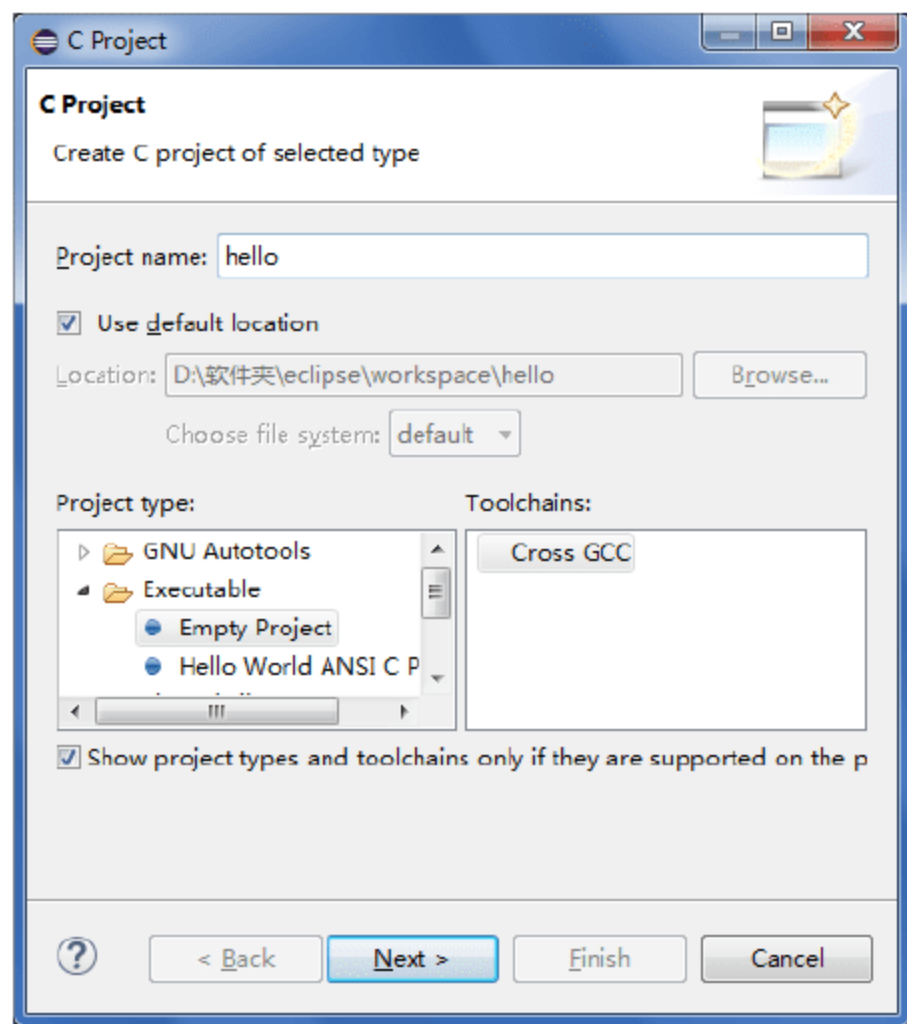 C Project
C Project
Create C project of selected type
Project name: hello
Use default location
Location: D:\软件夹\eclipse\workspace\hello Browse...
Choose file system: default
Project type: Toolchains:
GNU Autotools Cross GCC
Executable
Empty Project
Hello World ANSI C P
Show project types and toolchains only if they are supported on the p
< Back Next > Finish Cancel